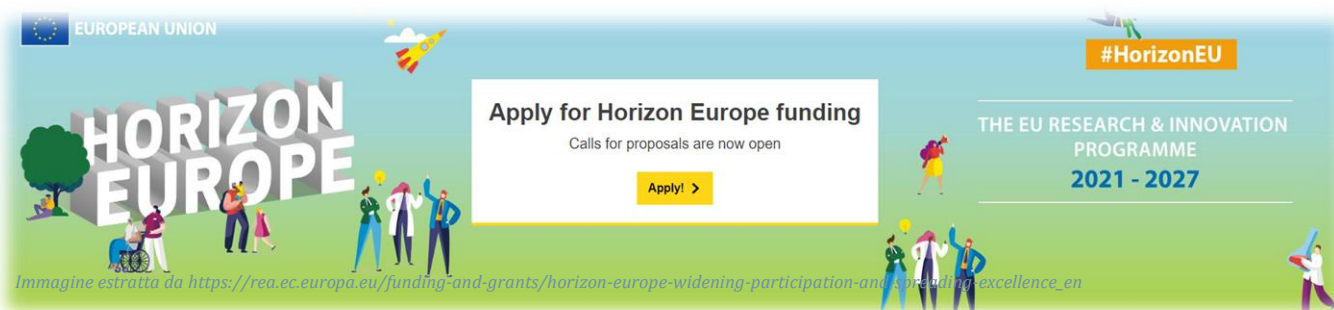 EUROPEAN UNION
HORIZON
EUROPE
Apply for Horizon Europe funding
Calls for proposals are now open
Apply!
#HorizonEU
THE EU RESEARCH & INNOVATION
PROGRAMME
2021 - 2027
Immagine estratta da https://rea.ec.europa.eu/funding-and-grants/horizon-europe-widening-participation-and-spreading-excellence_en